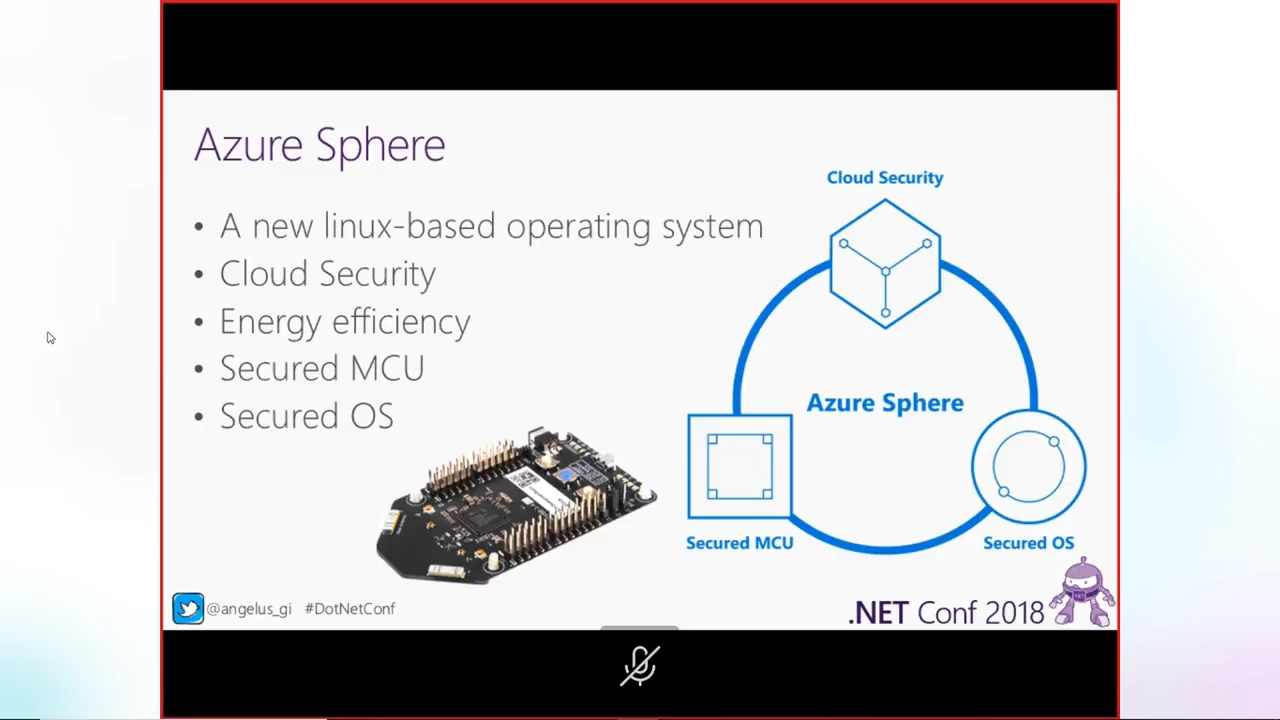 Azure Sphere
• A new linux-based operating system
• Cloud Security
• Energy efficiency
• Secured MCU
• Secured OS
Cloud Security
Azure Sphere
Secured MCU
Secured OS
@angelus_gi #DotNetConf
.NET Conf 2018